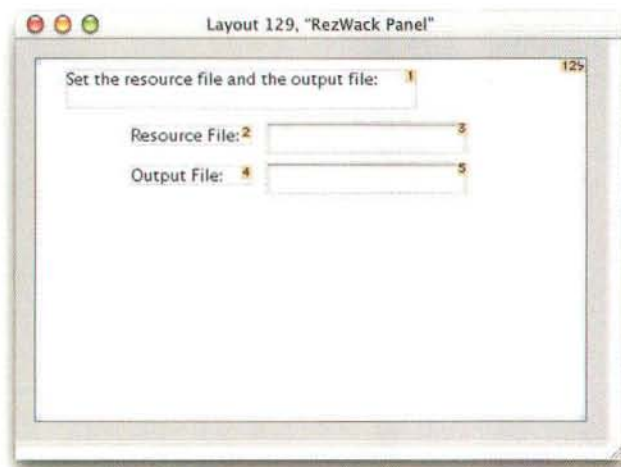 Layout 129, "RezWack Panel"
129
Set the resource file and the output file: 1
Resource File: 2 3
Output File: 4 5